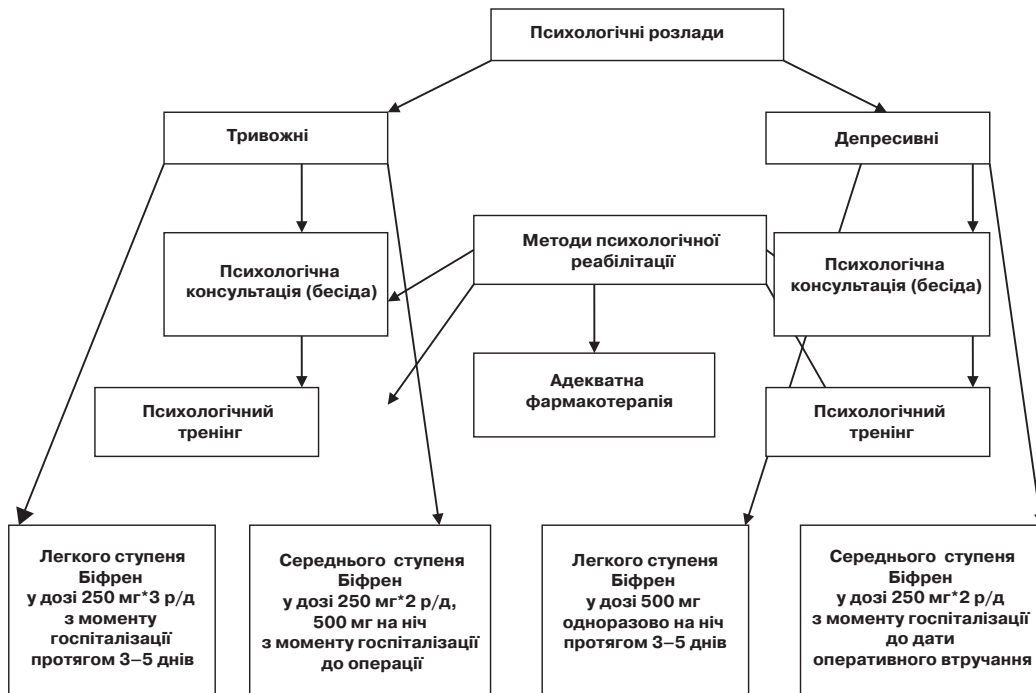 Психологічні розлади
Тривожні
Депресивні
Методи психологічної
реабілітації
Психологічна
консультація (бесіда)
Психологічна
консультація (бесіда)
Адекватна
фармакотерапія
Психологічний
тренінг
Психологічний
тренінг
Легкого ступеня
Біфрен
у дозі 250 мг*3 р/д
з моменту
госпіталізації
протягом 3–5 днів
Середнього ступеня
Біфрен
у дозі 250 мг*2 р/д,
500 мг на ніч
з моменту госпіталізації
до операції
Легкого ступеня
Біфрен
у дозі 500 мг
одноразово на ніч
протягом 3–5 днів
Середнього ступеня
Біфрен
у дозі 250 мг*2 р/д
з моменту госпіталізації
до дати
оперативного втручання